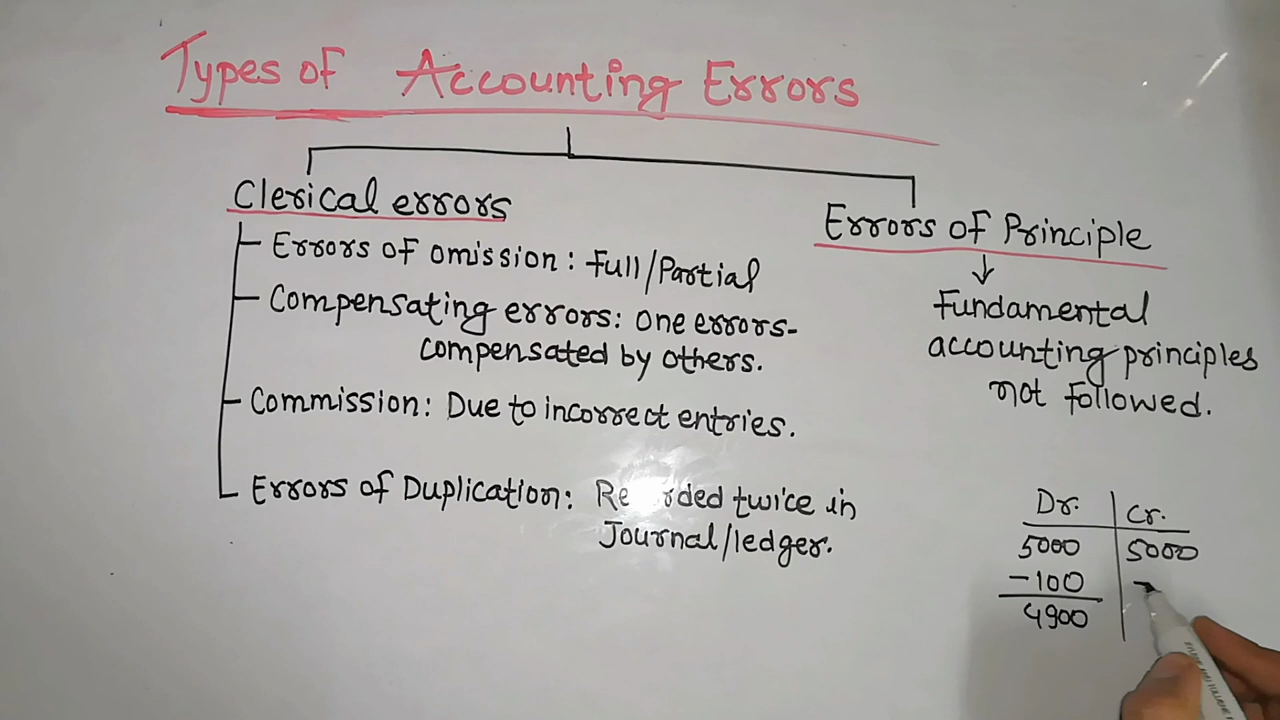 Types of Accounting Errors
Clerical errors
Errors of omission: Full/Partial
Compensating errors: one errors-
compensated by others.
Commission: Due to incorrect entries.
Errors of Duplication: Re rded twice in
Journal/ledger.
Errors of Principle
Fundamental
accounting principles
not followed.
Dr. Cr.
5000 5000
-100 -
4900